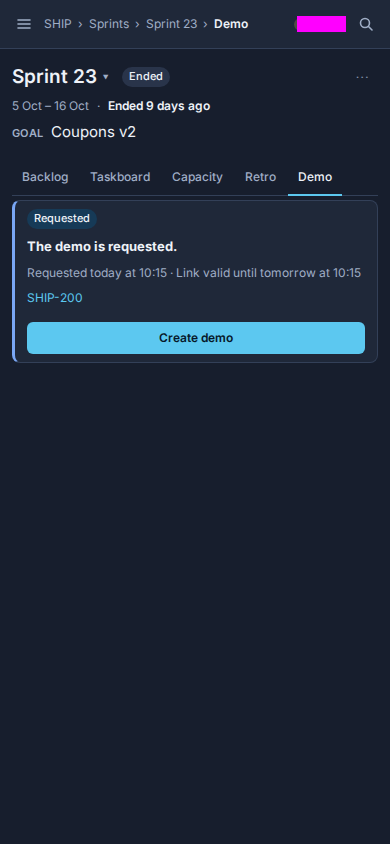 SHIP › Sprints › Sprint 23 › Demo
Sprint 23 ▾ Ended ...
5 Oct – 16 Oct · Ended 9 days ago
GOAL Coupons v2
Backlog Taskboard Capacity Retro Demo
Requested
The demo is requested.
Requested today at 10:15 · Link valid until tomorrow at 10:15
SHIP-200
Create demo